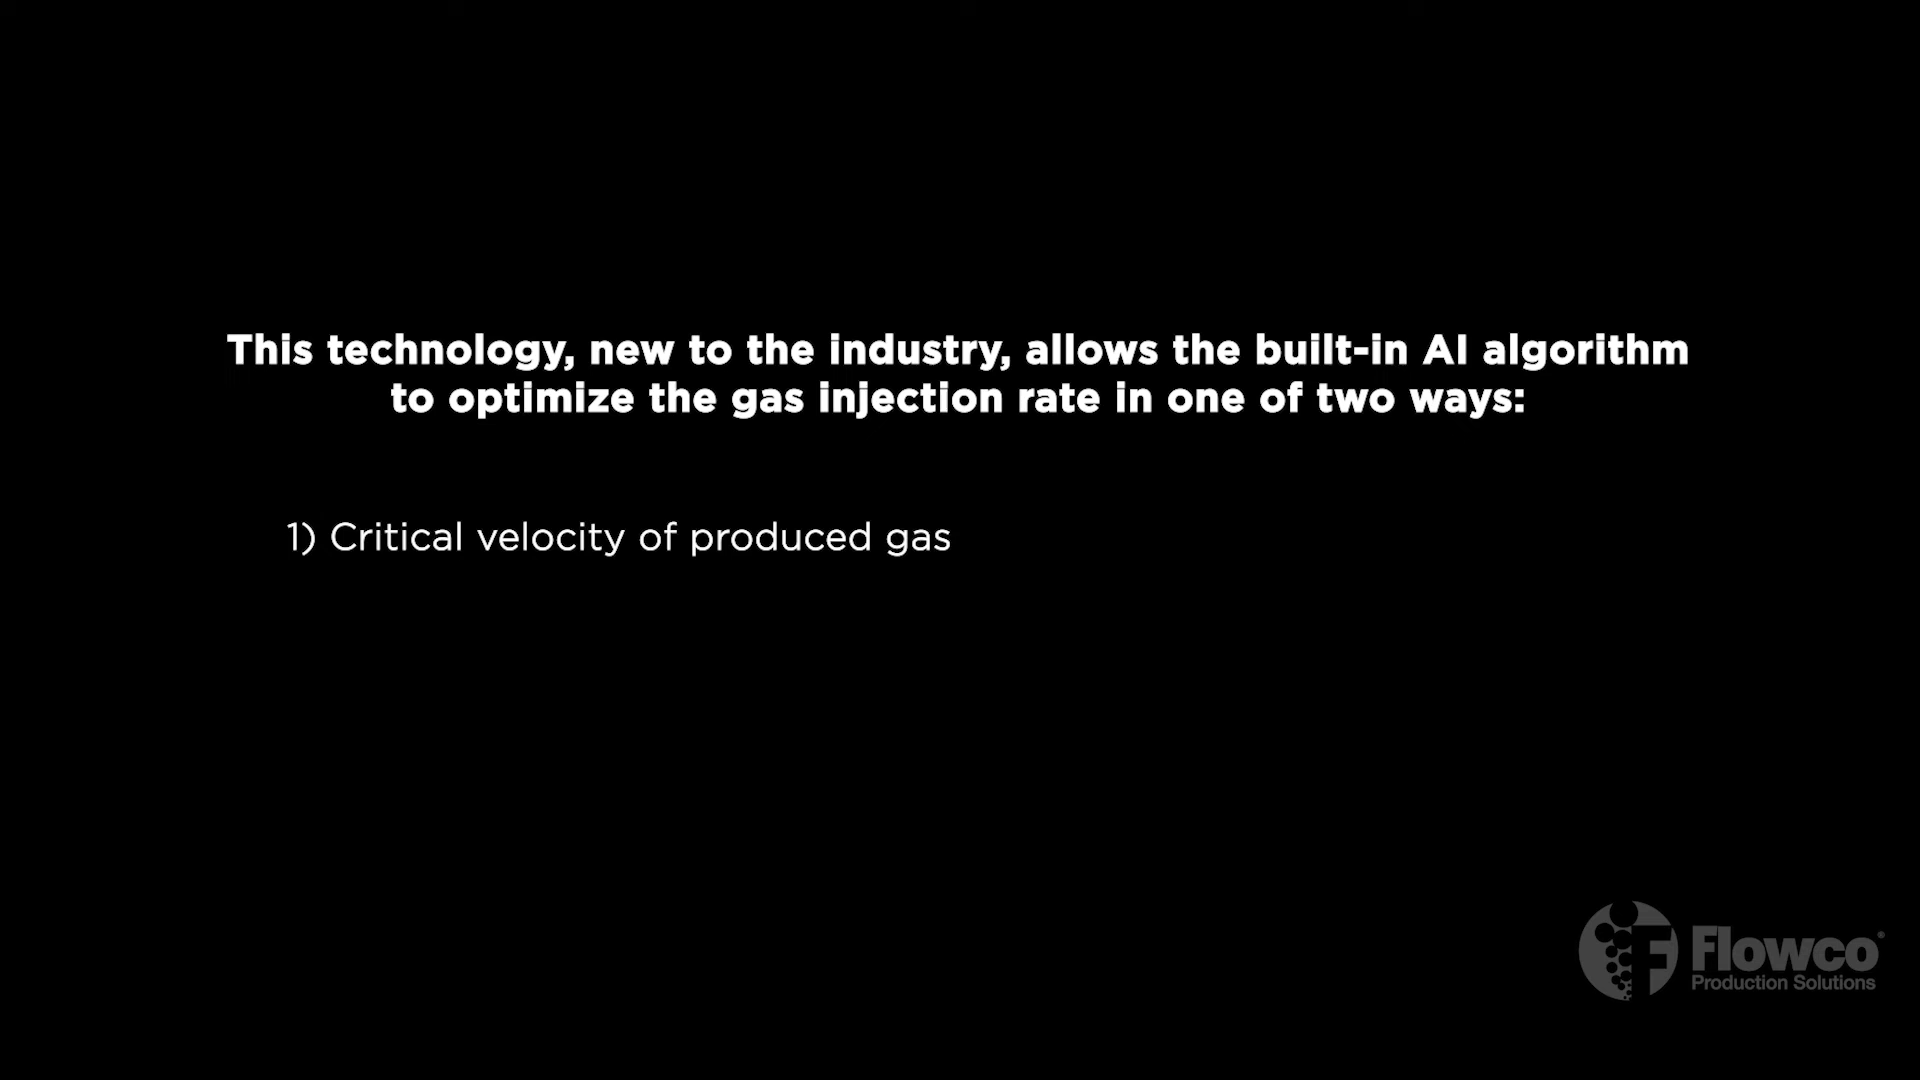 This technology, new to the industry, allows the built-in AI algorithm
to optimize the gas injection rate in one of two ways:
1) Critical velocity of produced gas
Flowco®
Production Solutions